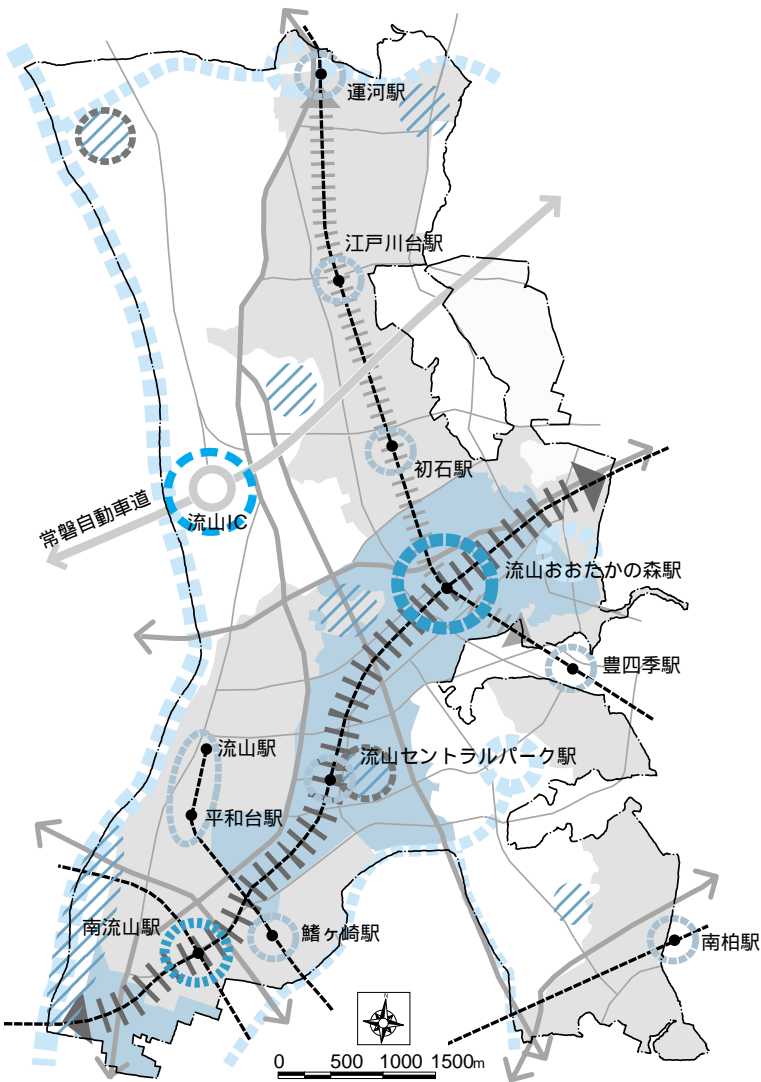 運河駅
江戸川台駅
初石駅
常磐自動車道
流山IC
流山おおたかの森駅
豊四季駅
流山駅
流山セントラルパーク駅
平和台駅
南流山駅
鰭ヶ崎駅
南柏駅
N
0 500 1000 1500m